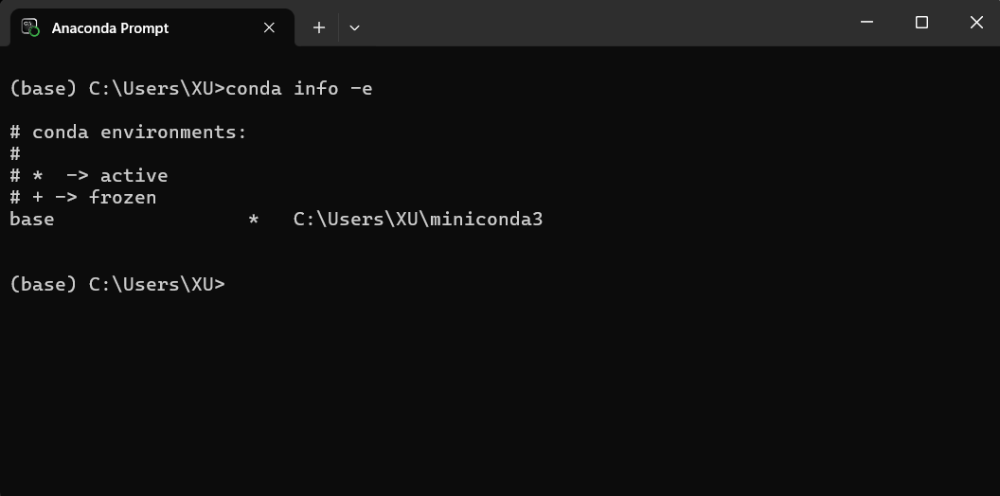 Anaconda Prompt
(base) C:\Users\XU>conda info -e
# conda environments:
#
# *  -> active
# + -> frozen
base                 *   C:\Users\XU\miniconda3
(base) C:\Users\XU>